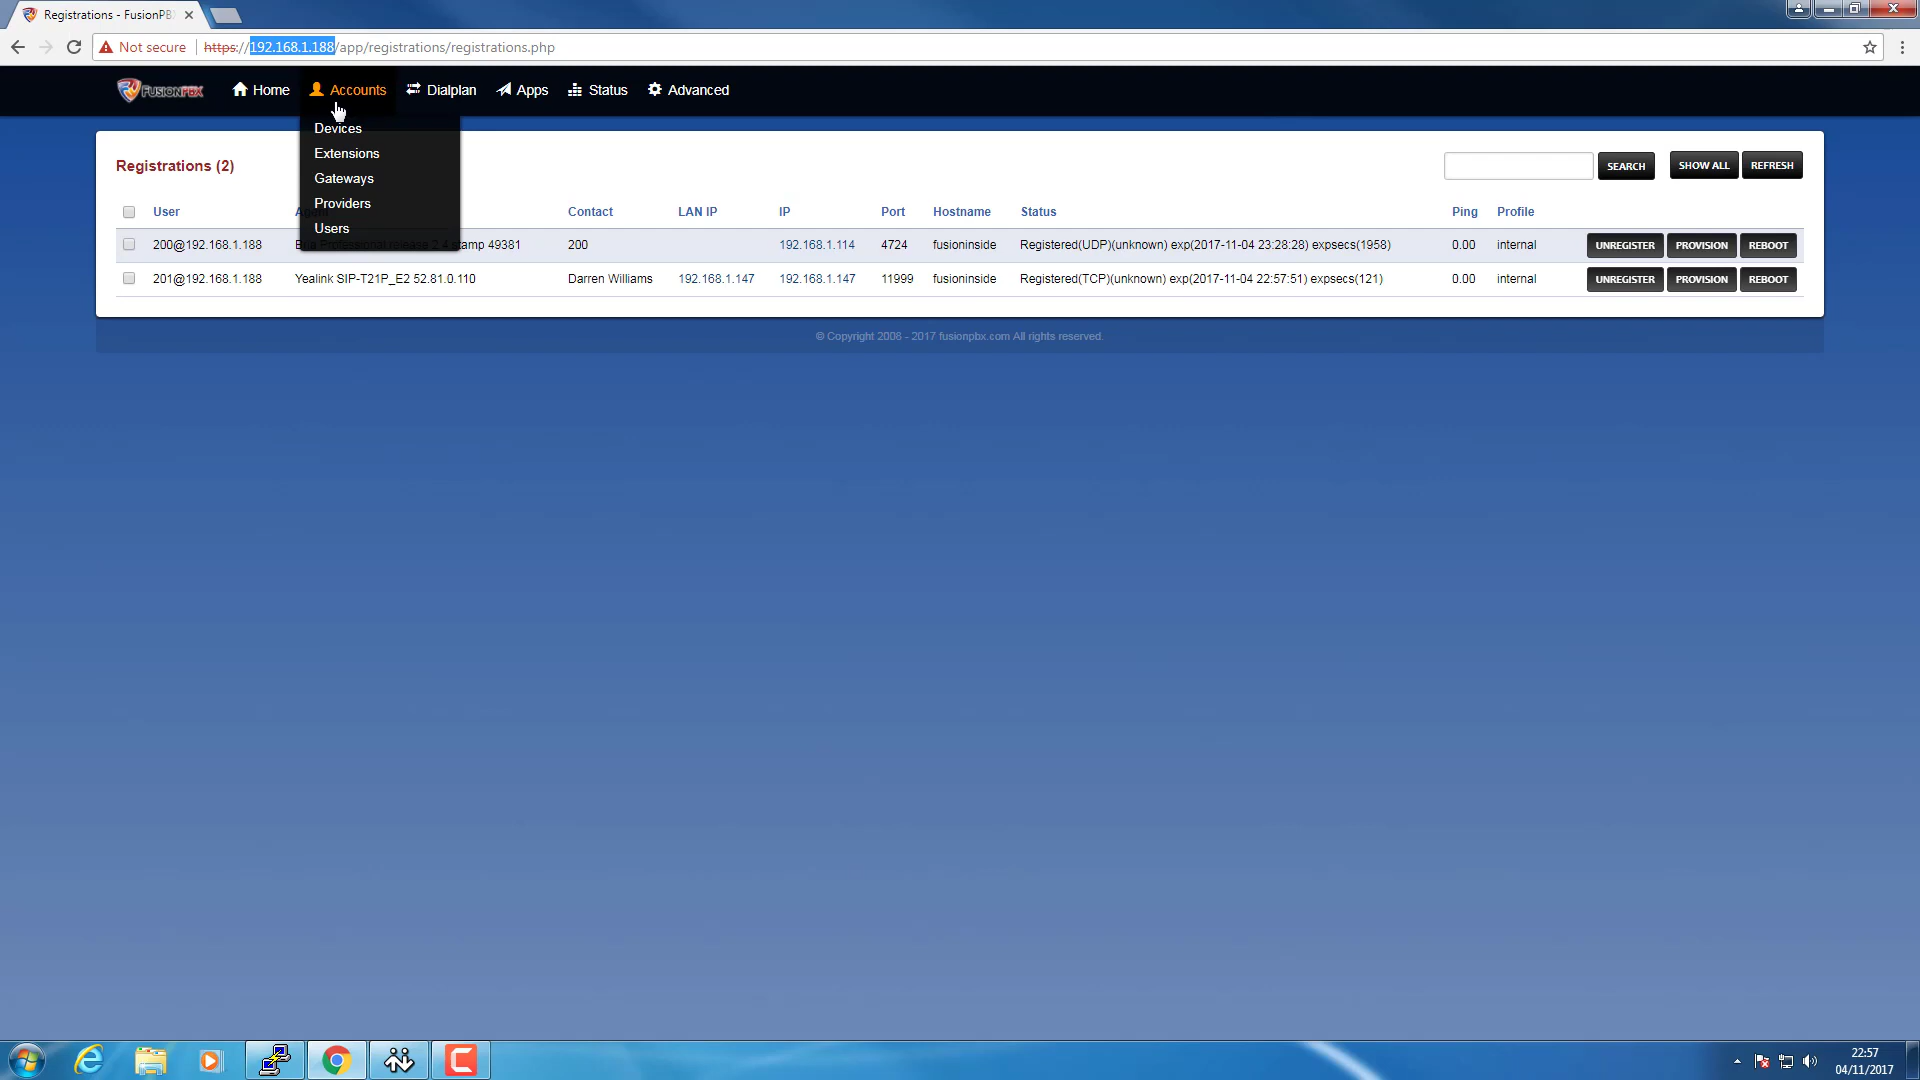 Registrations - FusionPB
Not secure https://192.168.1.188/app/registrations/registrations.php
FUSIONPBX Home Accounts Dialplan Apps Status Advanced
Devices
Extensions
Gateways
Providers
Users
Registrations (2)
SEARCH SHOW ALL REFRESH
User Contact LAN IP IP Port Hostname Status Ping Profile
200@192.168.1.188 Professional release 2.4 stamp 49381 200 192.168.1.114 4724 fusioninside Registered(UDP)(unknown) exp(2017-11-04 23:28:28) expsecs(1958) 0.00 internal UNREGISTER PROVISION REBOOT
201@192.168.1.188 Yealink SIP-T21P_E2 52.81.0.110 Darren Williams 192.168.1.147 192.168.1.147 11999 fusioninside Registered(TCP)(unknown) exp(2017-11-04 22:57:51) expsecs(121) 0.00 internal UNREGISTER PROVISION REBOOT
© Copyright 2008 - 2017 fusionpbx.com All rights reserved.
22:57
04/11/2017